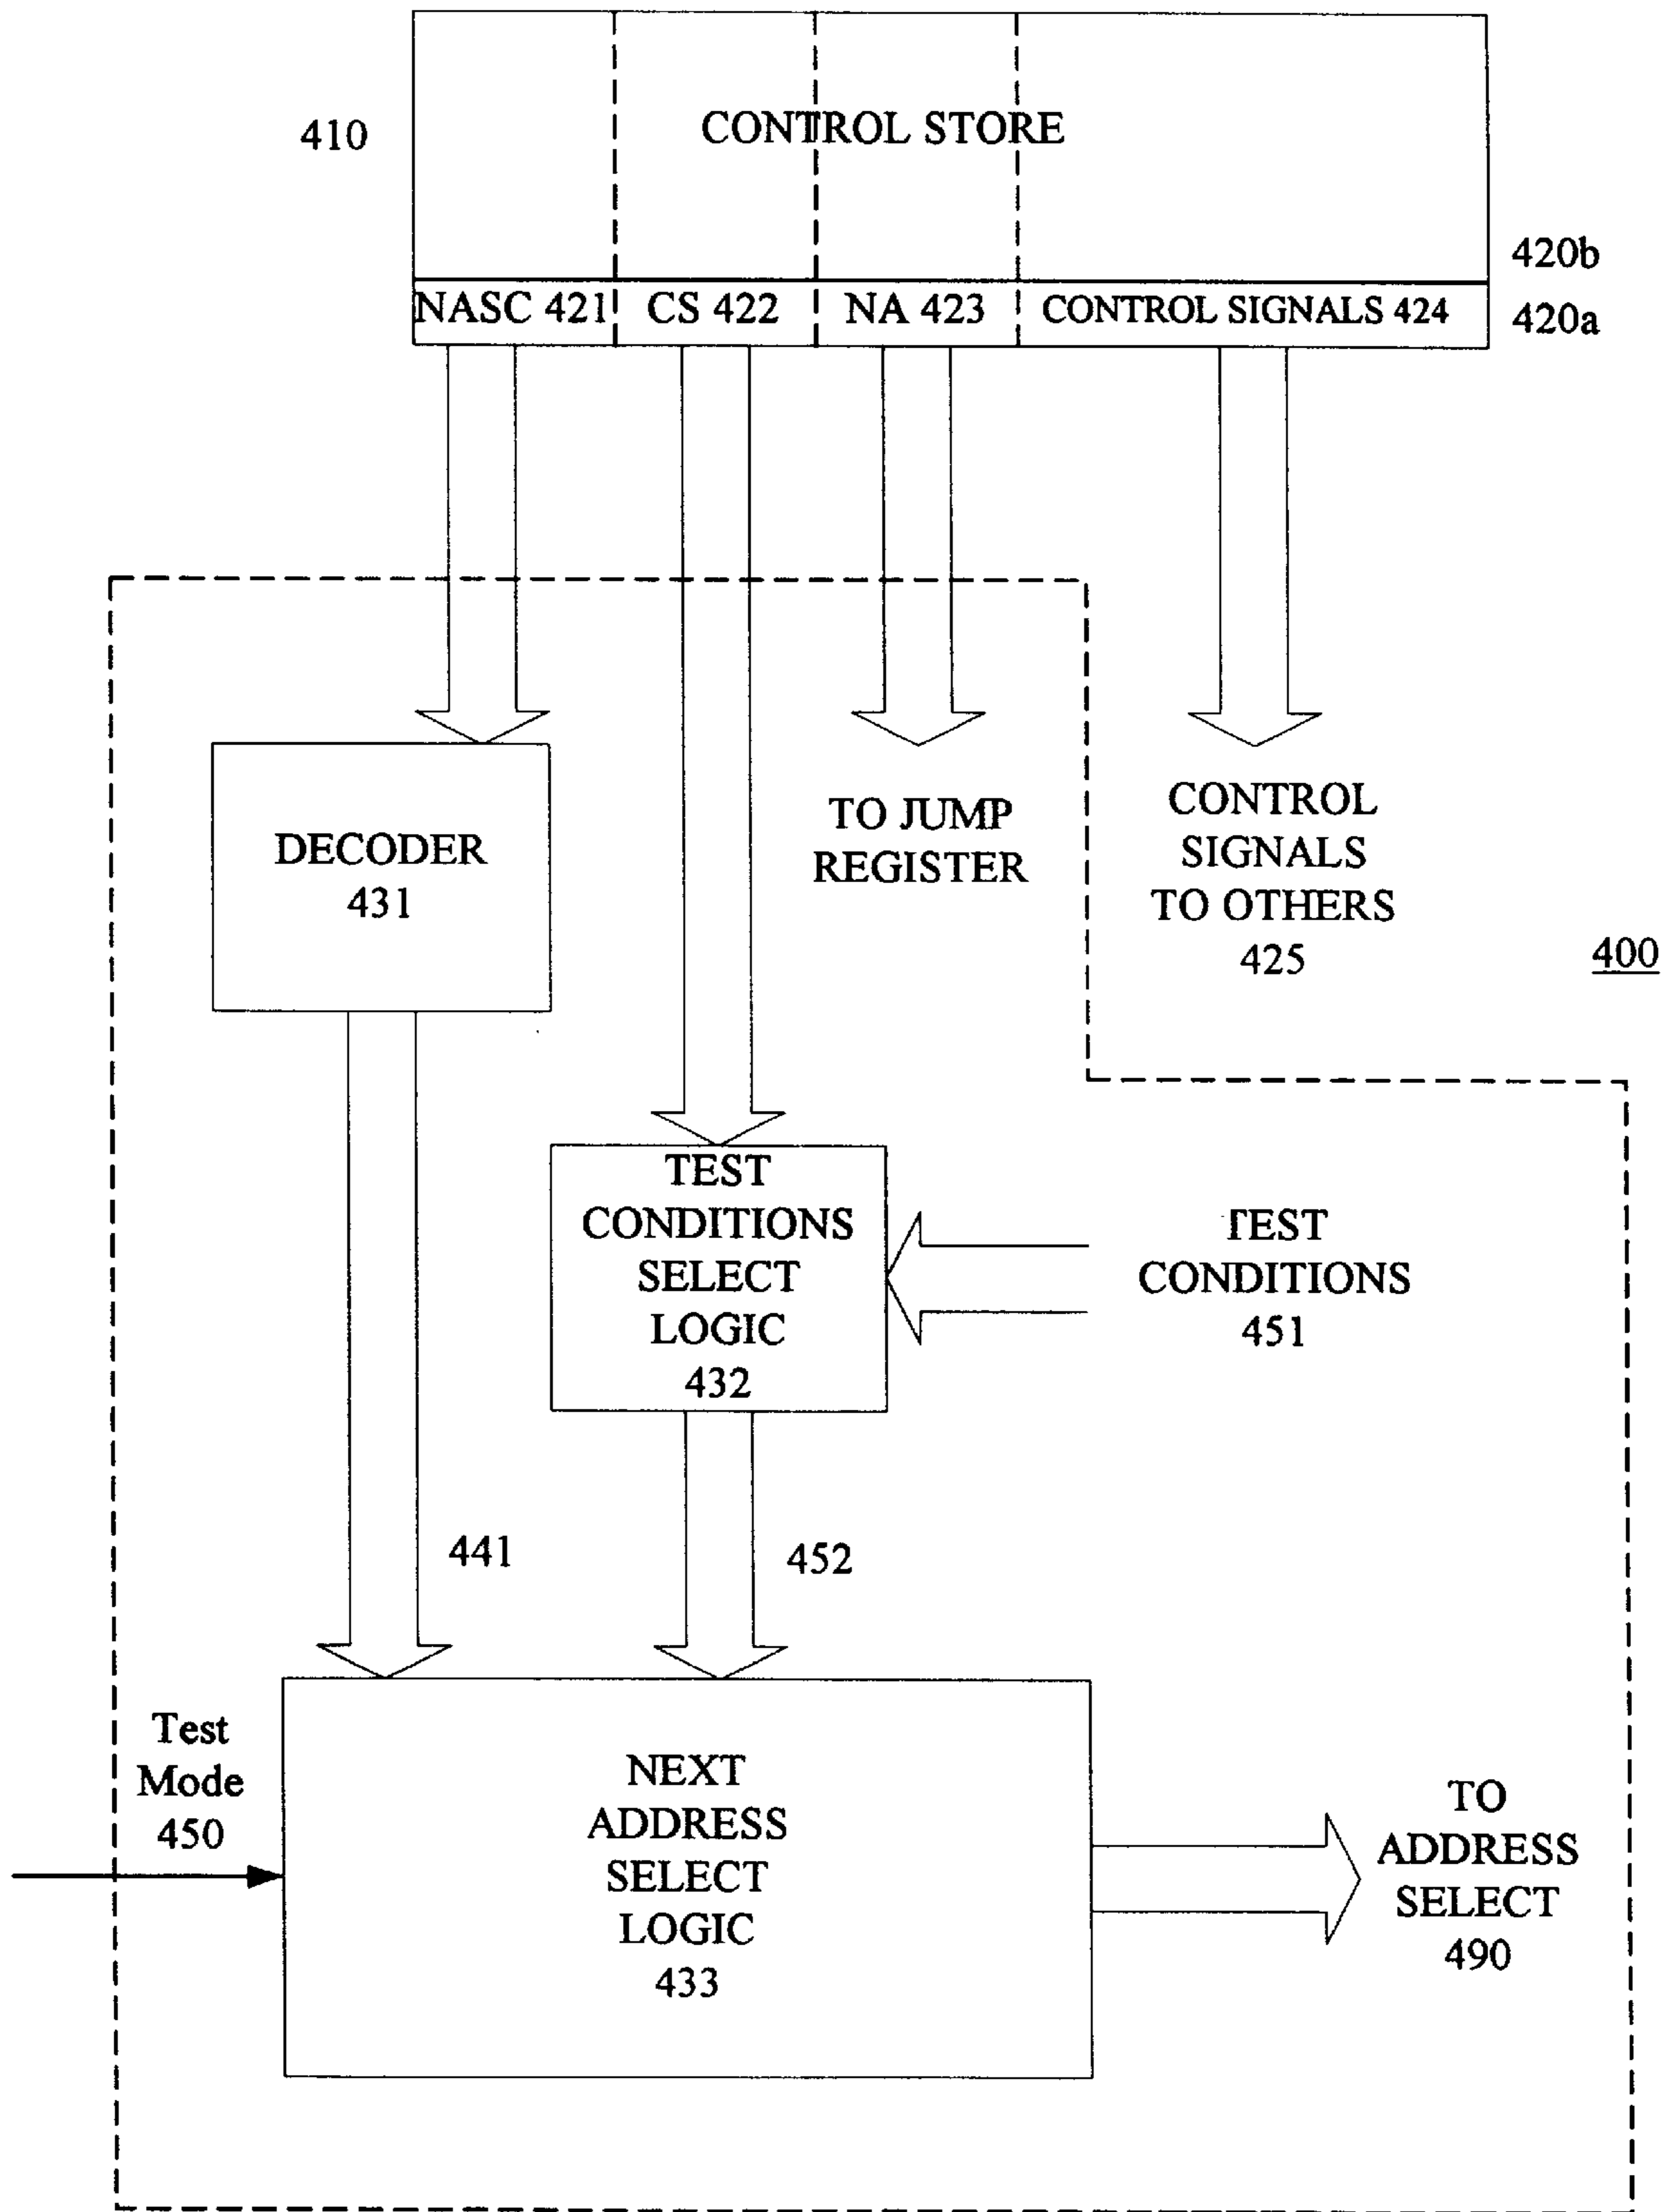 410
CONTROL STORE
420b
NASC 421
CS 422
NA 423
CONTROL SIGNALS 424
420a
DECODER
431
TO JUMP
REGISTER
CONTROL
SIGNALS
TO OTHERS
425
400
TEST
CONDITIONS
SELECT
LOGIC
432
TEST
CONDITIONS
451
441
452
Test
Mode
450
NEXT
ADDRESS
SELECT
LOGIC
433
TO
ADDRESS
SELECT
490